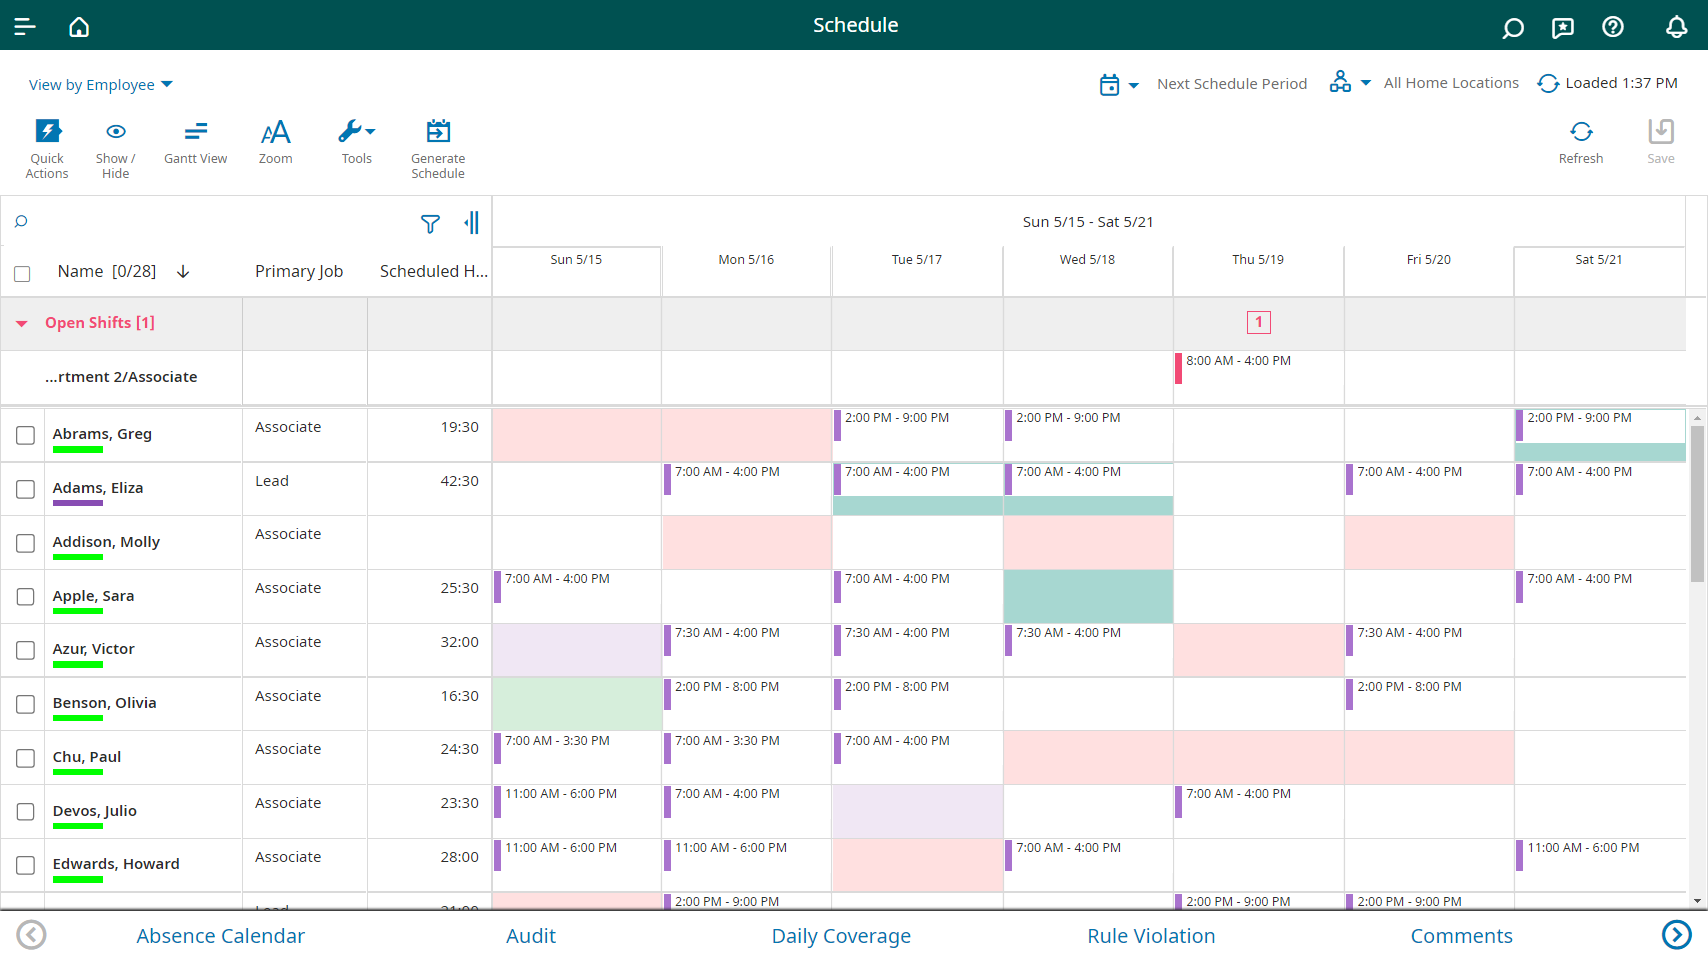 Schedule
View by Employee
Next Schedule Period
All Home Locations
Loaded 1:37 PM
Quick
Actions
Show /
Hide
Gantt View
Zoom
Tools
Generate
Schedule
Refresh
Save
Sun 5/15 - Sat 5/21
Name [0/28]
Primary Job
Scheduled H...
Sun 5/15
Mon 5/16
Tue 5/17
Wed 5/18
Thu 5/19
Fri 5/20
Sat 5/21
Open Shifts [1]
1
...rtment 2/Associate
8:00 AM - 4:00 PM
Abrams, Greg
Associate
19:30
2:00 PM - 9:00 PM
2:00 PM - 9:00 PM
2:00 PM - 9:00 PM
Adams, Eliza
Lead
42:30
7:00 AM - 4:00 PM
7:00 AM - 4:00 PM
7:00 AM - 4:00 PM
7:00 AM - 4:00 PM
7:00 AM - 4:00 PM
Addison, Molly
Associate
Apple, Sara
Associate
25:30
7:00 AM - 4:00 PM
7:00 AM - 4:00 PM
7:00 AM - 4:00 PM
Azur, Victor
Associate
32:00
7:30 AM - 4:00 PM
7:30 AM - 4:00 PM
7:30 AM - 4:00 PM
7:30 AM - 4:00 PM
Benson, Olivia
Associate
16:30
2:00 PM - 8:00 PM
2:00 PM - 8:00 PM
2:00 PM - 8:00 PM
Chu, Paul
Associate
24:30
7:00 AM - 3:30 PM
7:00 AM - 3:30 PM
7:00 AM - 4:00 PM
Devos, Julio
Associate
23:30
11:00 AM - 6:00 PM
7:00 AM - 4:00 PM
7:00 AM - 4:00 PM
Edwards, Howard
Associate
28:00
11:00 AM - 6:00 PM
11:00 AM - 6:00 PM
7:00 AM - 4:00 PM
11:00 AM - 6:00 PM
2:00 PM - 9:00 PM
2:00 PM - 9:00 PM
2:00 PM - 9:00 PM
Absence Calendar
Audit
Daily Coverage
Rule Violation
Comments